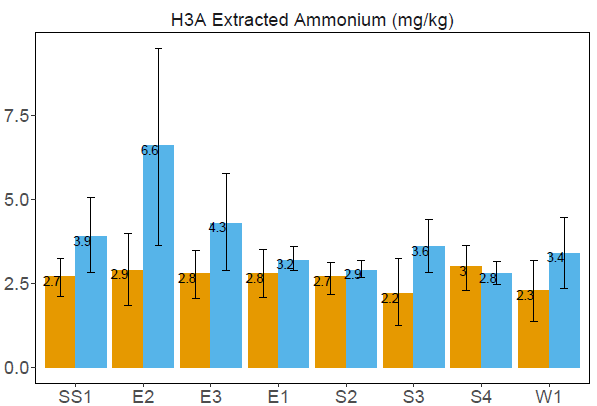 H3A Extracted Ammonium (mg/kg)
7.5
5.0
2.5
0.0
2.7 3.9 2.9 6.6 2.8 4.3 2.8 3.2 2.7 2.9 2.2 3.6 3 2.8 2.3 3.4
SS1 E2 E3 E1 S2 S3 S4 W1